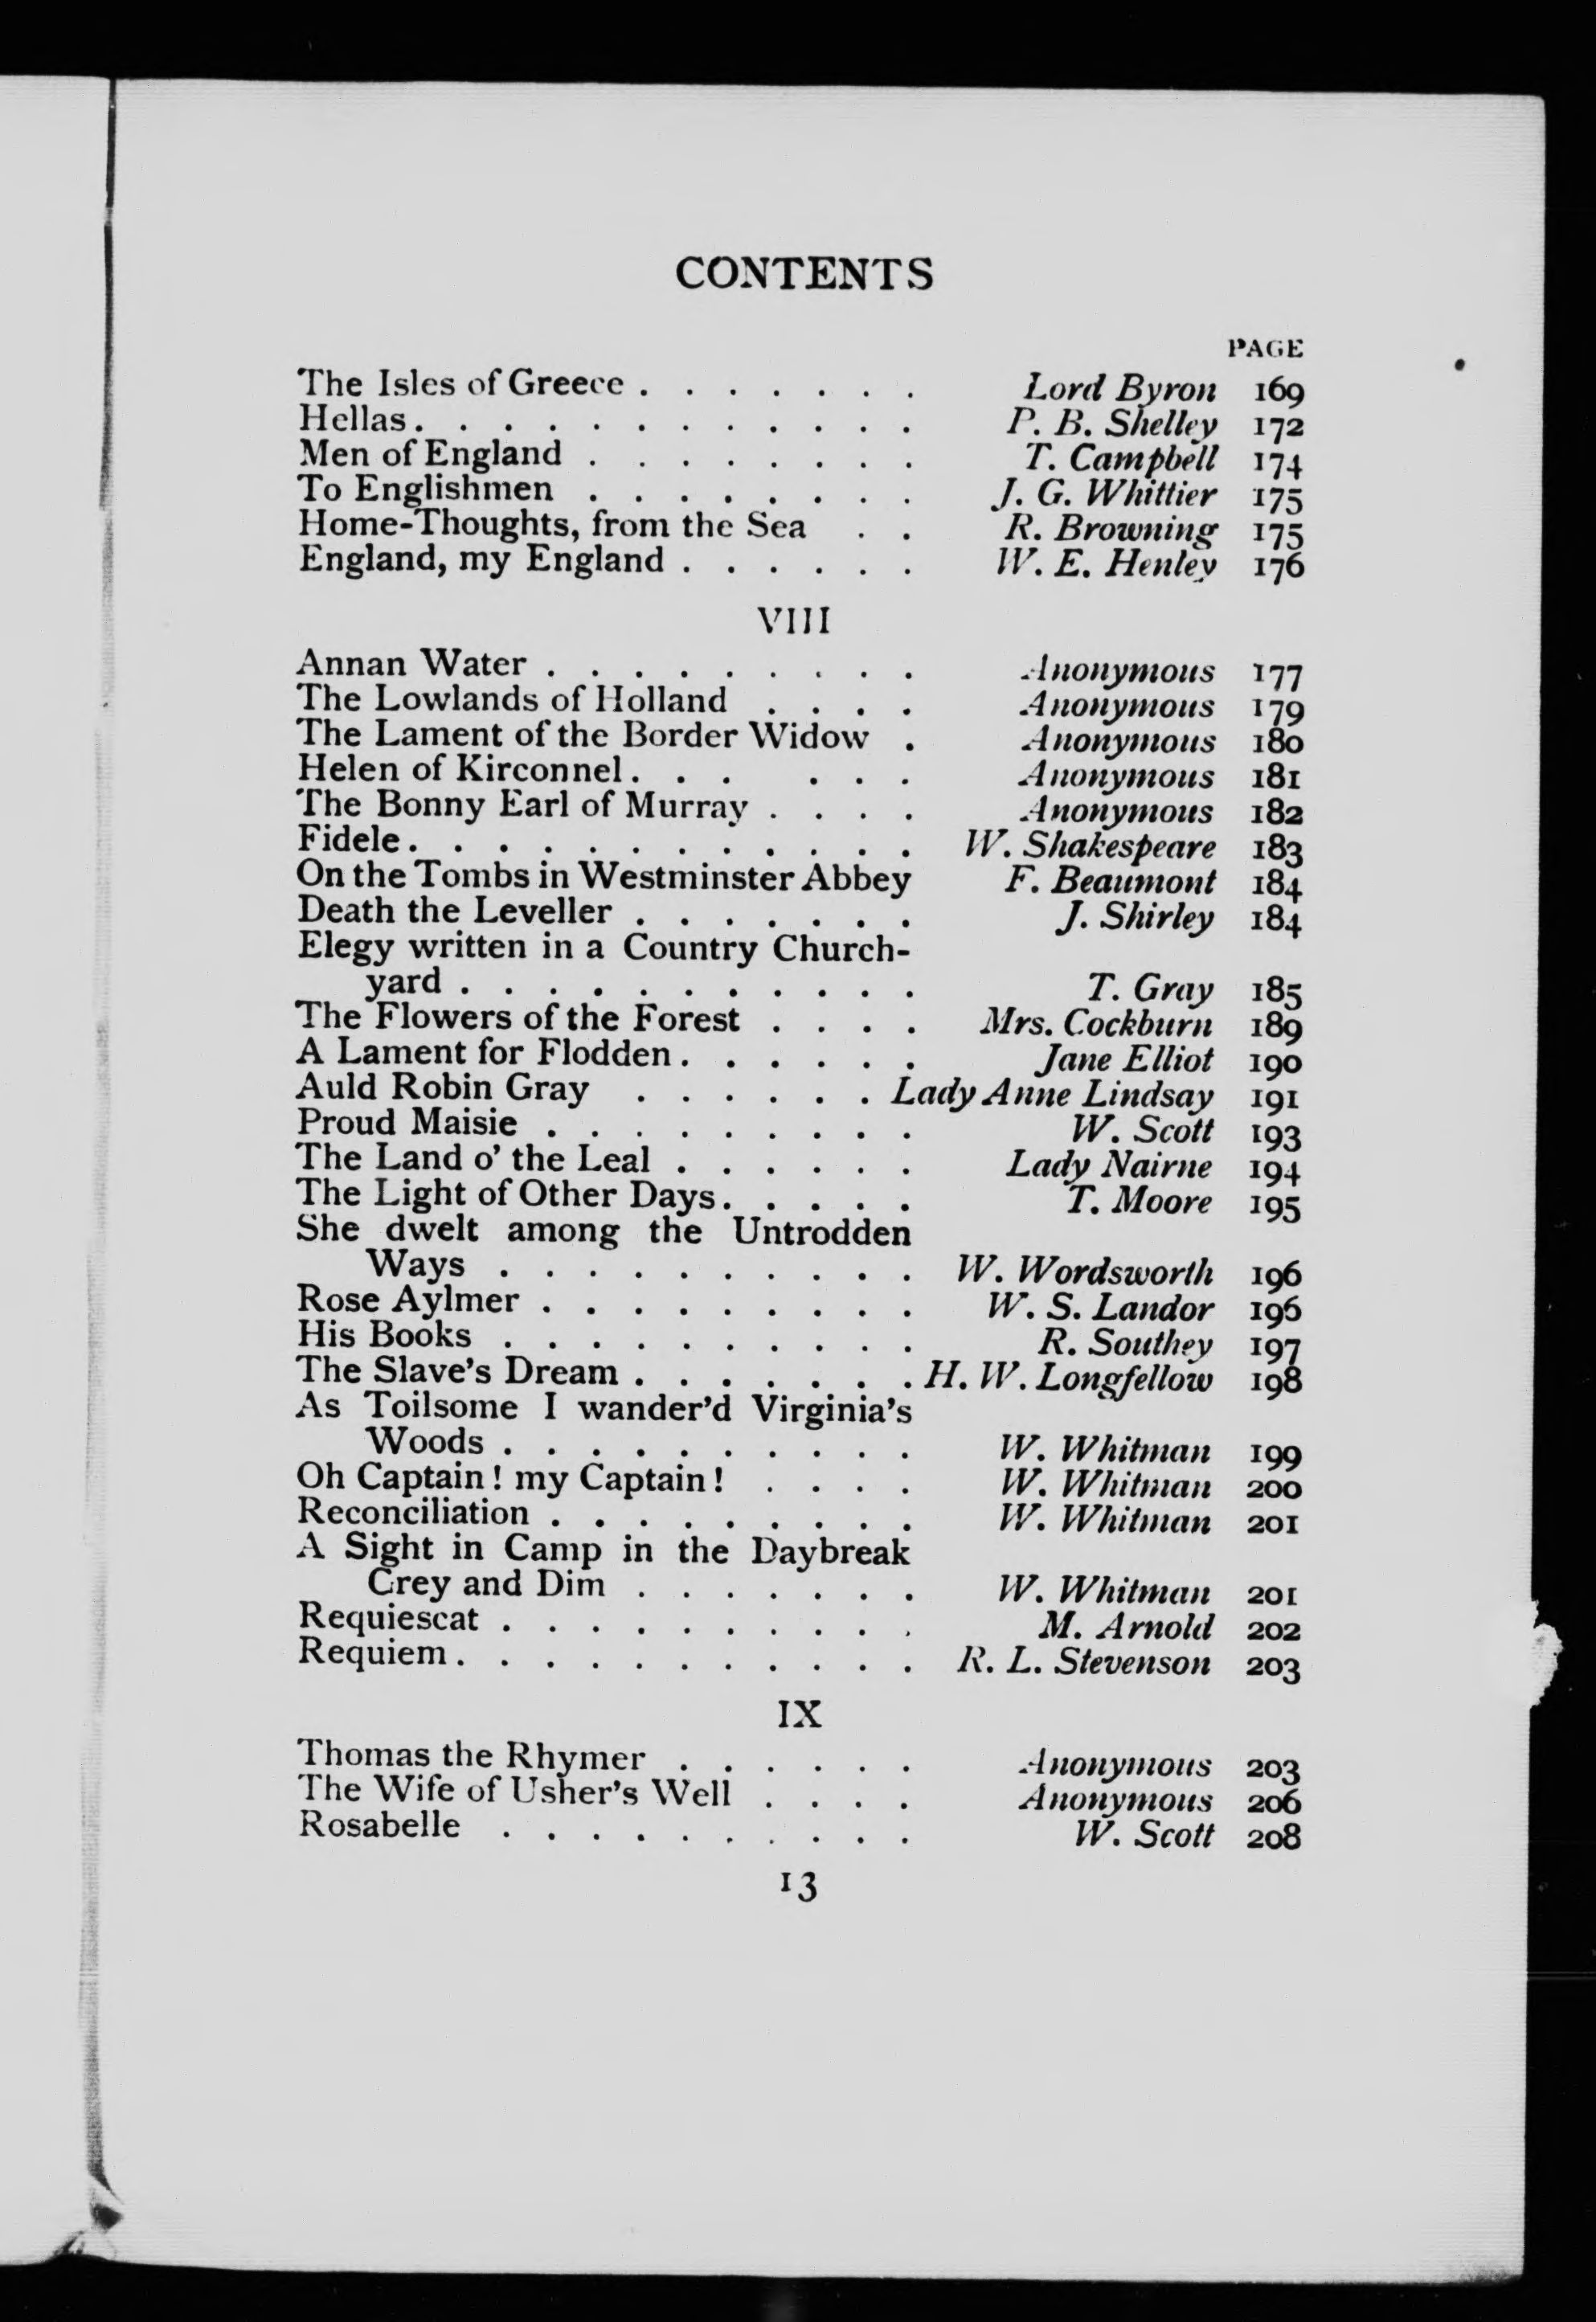 CONTENTS
PAGE
The Isles of Greece . . . . . . . Lord Byron 169
Hellas. . . . . . . . . . . . P. B. Shelley 172
Men of England . . . . . . . . T. Campbell 174
To Englishmen . . . . . . . . J. G. Whittier 175
Home-Thoughts, from the Sea . . R. Browning 175
England, my England . . . . . . W. E. Henley 176
VIII
Annan Water . . . . . . . . . Anonymous 177
The Lowlands of Holland . . . . Anonymous 179
The Lament of the Border Widow . Anonymous 180
Helen of Kirconnel. . . . . . Anonymous 181
The Bonny Earl of Murray . . . . Anonymous 182
Fidele. . . . . . . . . . . . W. Shakespeare 183
On the Tombs in Westminster Abbey F. Beaumont 184
Death the Leveller . . . . . . . J. Shirley 184
Elegy written in a Country Church-
yard . . . . . . . . . . . T. Gray 185
The Flowers of the Forest . . . . Mrs. Cockburn 189
A Lament for Flodden. . . . . . Jane Elliot 190
Auld Robin Gray . . . . . . Lady Anne Lindsay 191
Proud Maisie . . . . . . . . . W. Scott 193
The Land o' the Leal . . . . . . Lady Nairne 194
The Light of Other Days. . . . . T. Moore 195
She dwelt among the Untrodden
Ways . . . . . . . . . . W. Wordsworth 196
Rose Aylmer . . . . . . . . . W. S. Landor 196
His Books . . . . . . . . . . R. Southey 197
The Slave's Dream . . . . . . . H. W. Longfellow 198
As Toilsome I wander'd Virginia's
Woods . . . . . . . . . . W. Whitman 199
Oh Captain! my Captain! . . . . W. Whitman 200
Reconciliation . . . . . . . . . W. Whitman 201
A Sight in Camp in the Daybreak
Grey and Dim . . . . . . . W. Whitman 201
Requiescat . . . . . . . . . . M. Arnold 202
Requiem. . . . . . . . . . . R. L. Stevenson 203
IX
Thomas the Rhymer . . . . . . Anonymous 203
The Wife of Usher's Well . . . . Anonymous 206
Rosabelle . . . . . . . . . . W. Scott 208
13